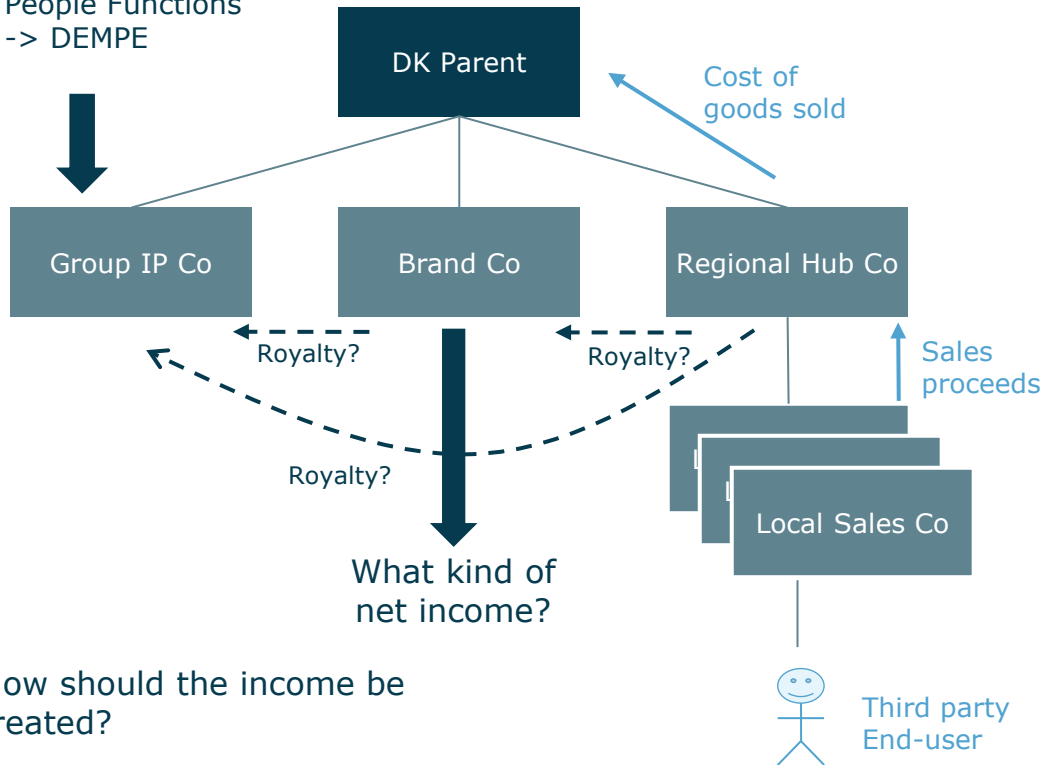 People Functions
-> DEMPE
DK Parent
Cost of
goods sold
Group IP Co
Brand Co
Regional Hub Co
Royalty?
Royalty?
Sales
proceeds
Royalty?
L
L
Local Sales Co
What kind of
net income?
ow should the income be
reated?
Third party
End-user